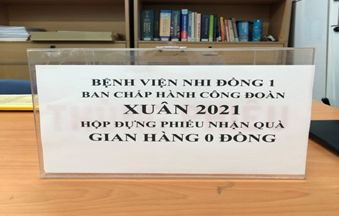 BỆNH VIỆN NHI ĐỒNG 1
BAN CHẤP HÀNH CÔNG ĐOÀN
XUÂN 2021
HỘP ĐỰNG PHIẾU NHẬN QUÀ
GIAN HÀNG 0 ĐỒNG